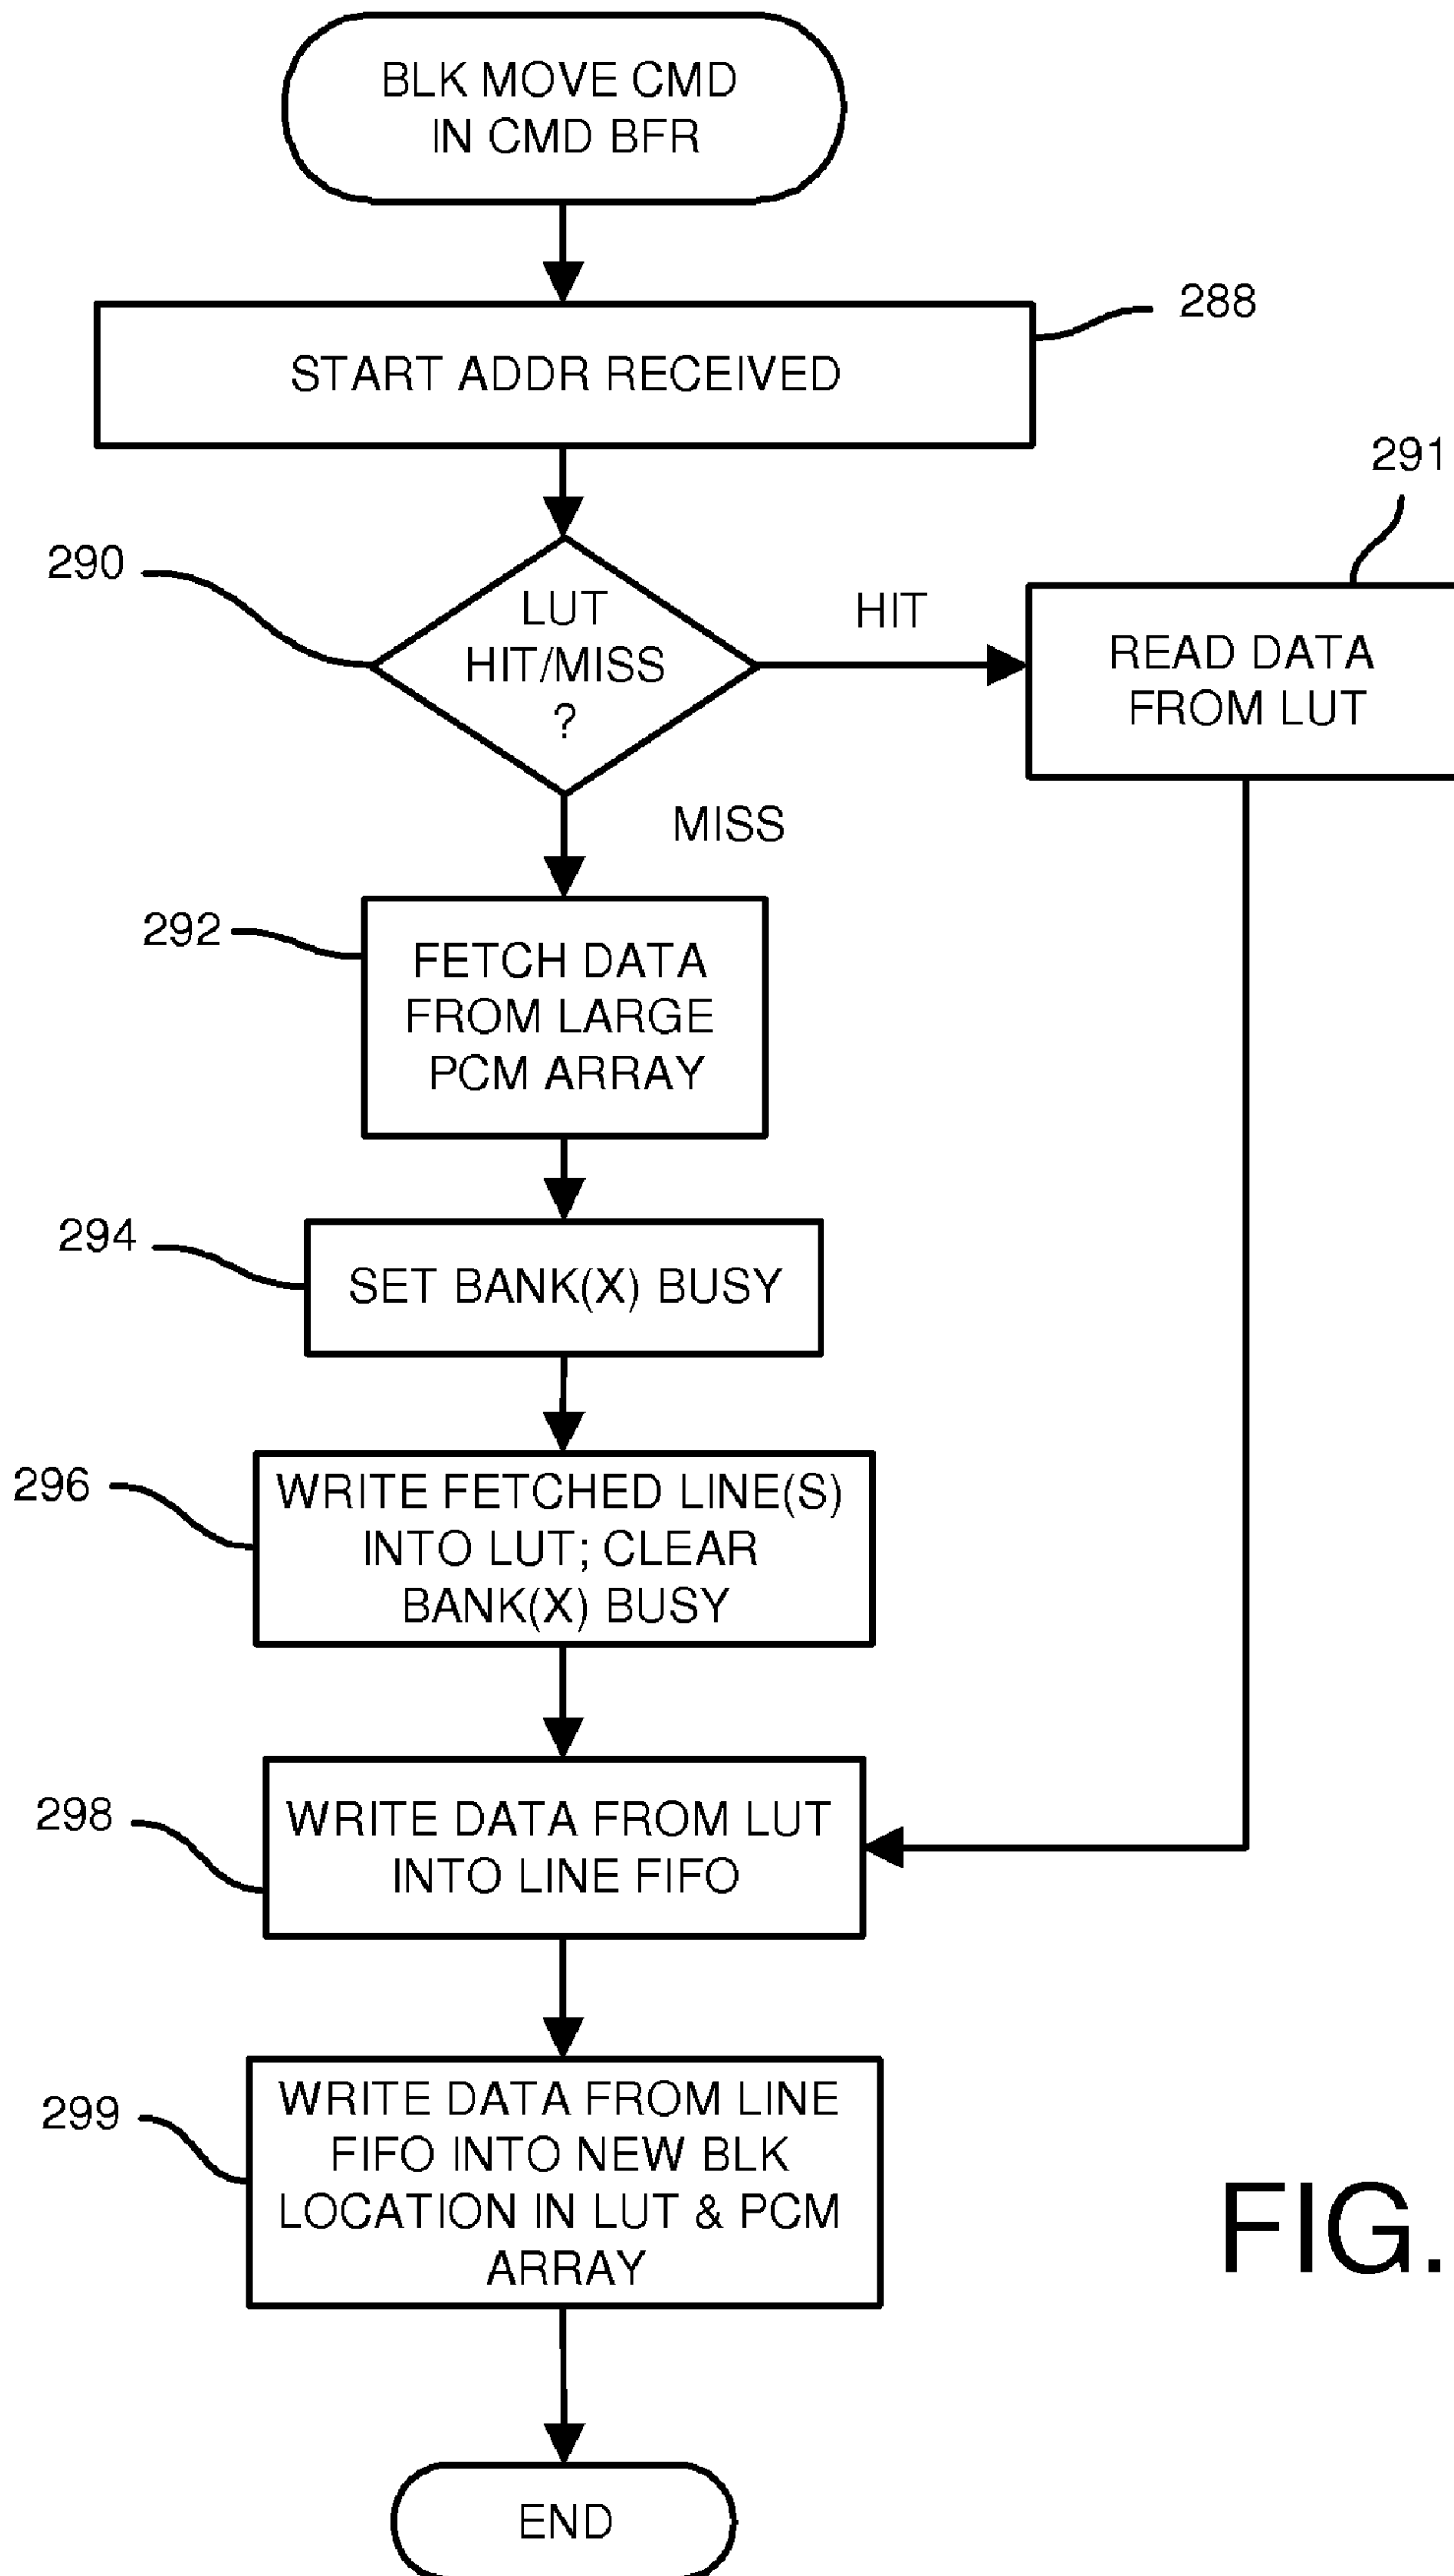 BLK MOVE CMD
IN CMD BFR
288
START ADDR RECEIVED
291
290
LUT
HIT/MISS
?
HIT
READ DATA
FROM LUT
MISS
292
FETCH DATA
FROM LARGE
PCM ARRAY
294
SET BANK(X) BUSY
296
WRITE FETCHED LINE(S)
INTO LUT; CLEAR
BANK(X) BUSY
298
WRITE DATA FROM LUT
INTO LINE FIFO
299
WRITE DATA FROM LINE
FIFO INTO NEW BLK
LOCATION IN LUT & PCM
ARRAY
FIG.
END